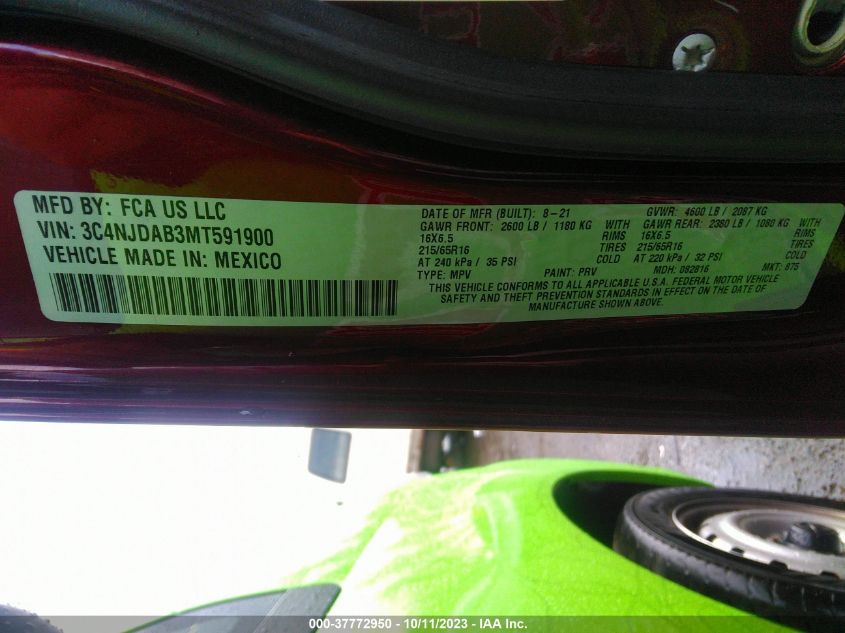 MFD BY: FCA US LLC
VIN: 3C4NJDAB3MT591900
VEHICLE MADE IN: MEXICO
DATE OF MFR (BUILT): 8-21 GVWR: 4600 LB / 2087 KG
GAWR FRONT: 2600 LB / 1180 KG GAWR REAR: 2380 LB / 1080 KG
16X6.5 RIMS 16X6.5 RIMS
215/65R16 TIRES 215/65R16 TIRES
AT 240 kPa / 35 PSI COLD AT 220 kPa / 32 PSI COLD
TYPE: MPV PAINT: PRV MDH: 082816 MKT: 875
THIS VEHICLE CONFORMS TO ALL APPLICABLE U.S.A. FEDERAL MOTOR VEHICLE
SAFETY AND THEFT PREVENTION STANDARDS IN EFFECT ON THE DATE OF
MANUFACTURE SHOWN ABOVE.
000-37772950 - 10/11/2023 - IAA Inc.